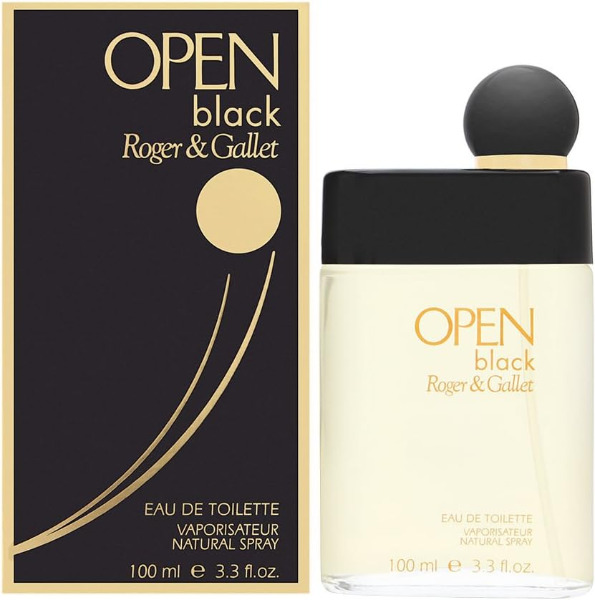 OPEN
black
Roger & Gallet
EAU DE TOILETTE
VAPORISATEUR
NATURAL SPRAY
100 ml e 3.3 fl.oz.
OPEN
black
Roger & Gallet
EAU DE TOILETTE
VAPORISATEUR
NATURAL SPRAY
100 ml e 3.3 fl.oz.